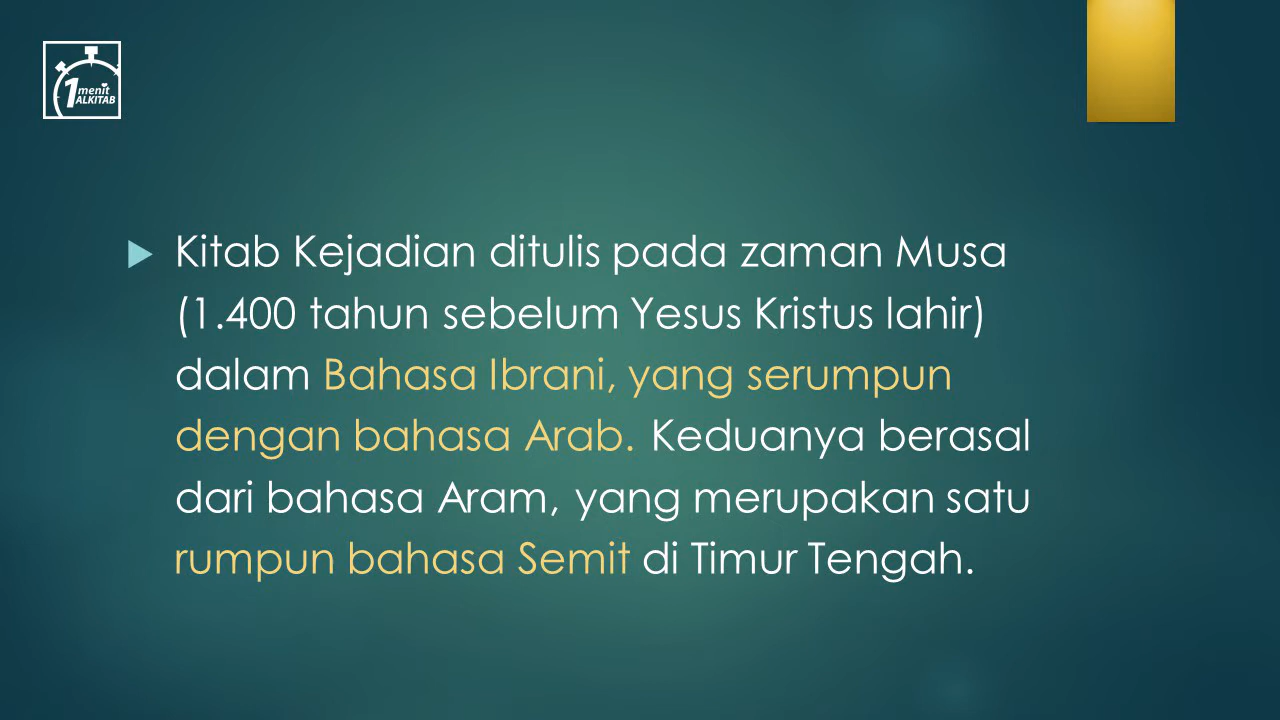 1 menit
ALKITAB
Kitab Kejadian ditulis pada zaman Musa
(1.400 tahun sebelum Yesus Kristus lahir)
dalam Bahasa Ibrani, yang serumpun
dengan bahasa Arab. Keduanya berasal
dari bahasa Aram, yang merupakan satu
rumpun bahasa Semit di Timur Tengah.